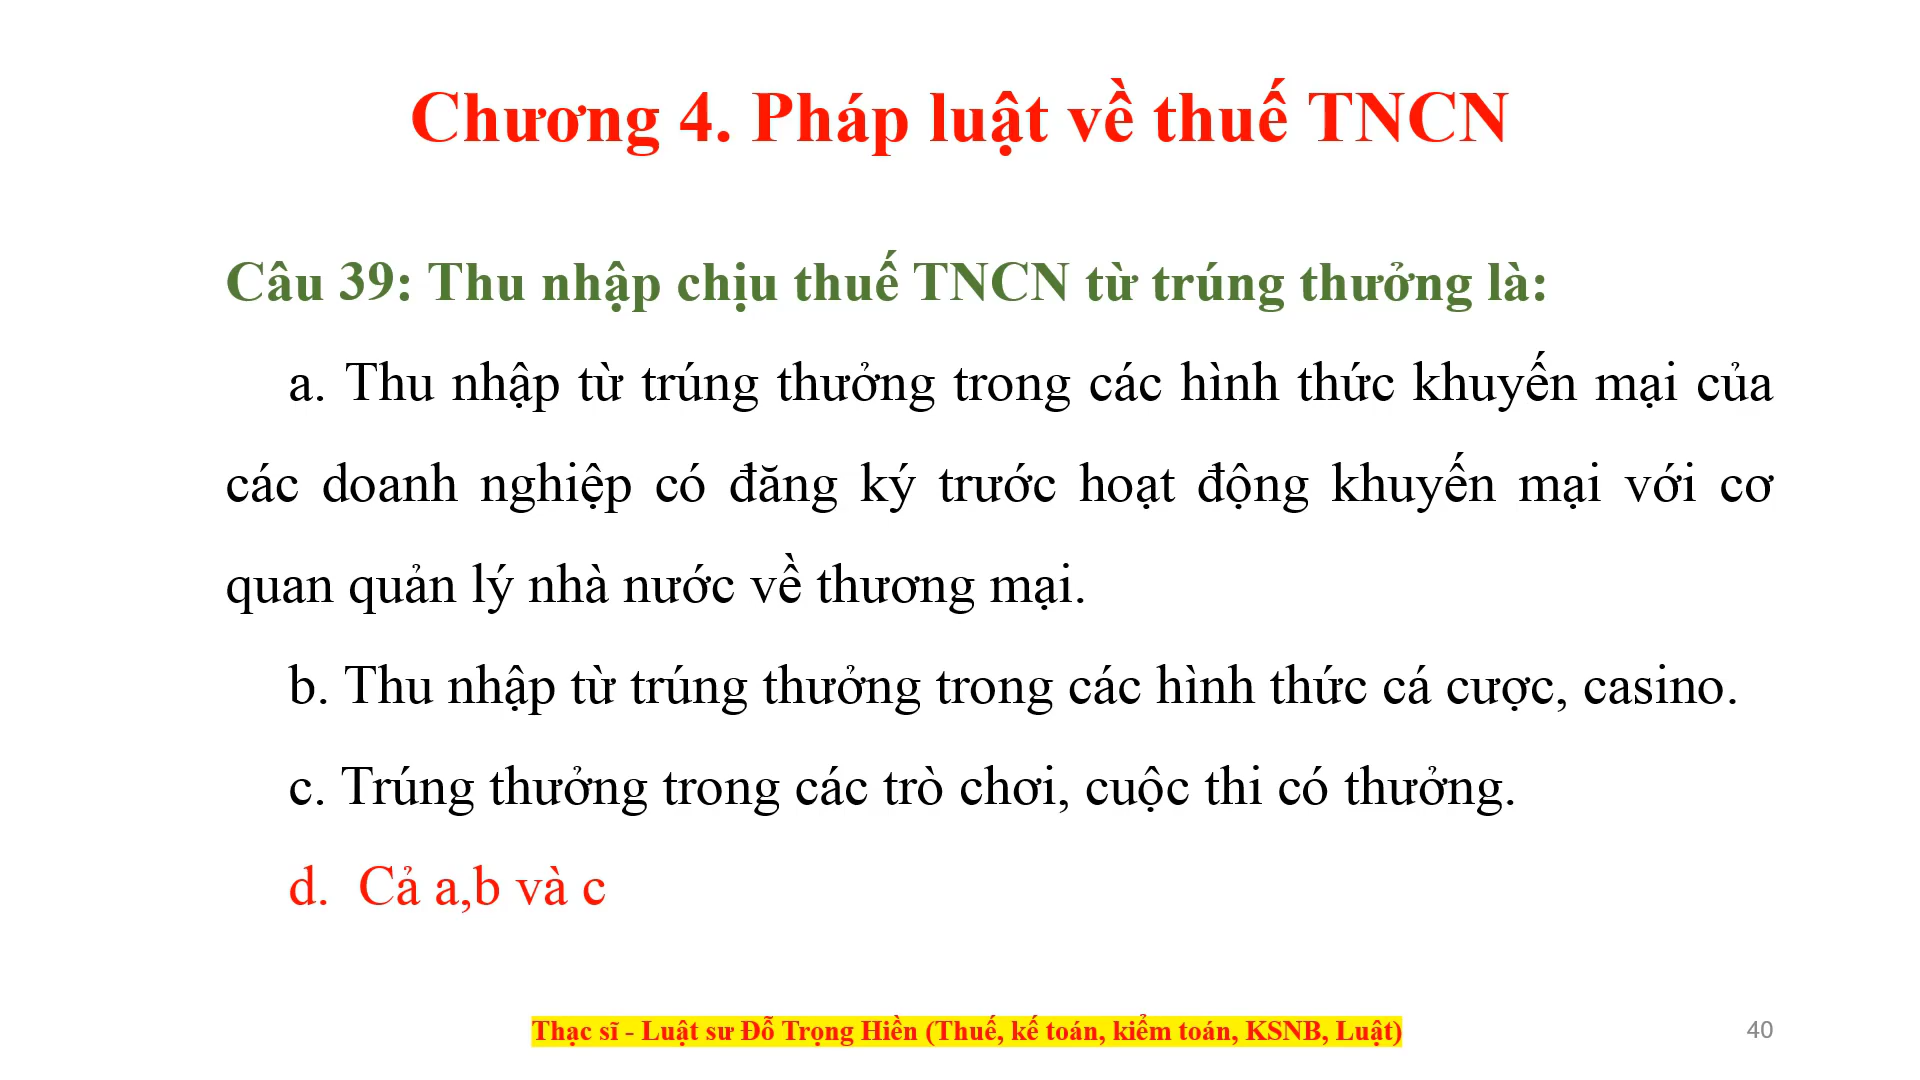 Chương 4. Pháp luật về thuế TNCN
Câu 39: Thu nhập chịu thuế TNCN từ trúng thưởng là:
a. Thu nhập từ trúng thưởng trong các hình thức khuyến mại của
các doanh nghiệp có đăng ký trước hoạt động khuyến mại với cơ
quan quản lý nhà nước về thương mại.
b. Thu nhập từ trúng thưởng trong các hình thức cá cược, casino.
c. Trúng thưởng trong các trò chơi, cuộc thi có thưởng.
d. Cả a,b và c
Thạc sĩ - Luật sư Đỗ Trọng Hiền (Thuế, kế toán, kiểm toán, KSNB, Luật)
40